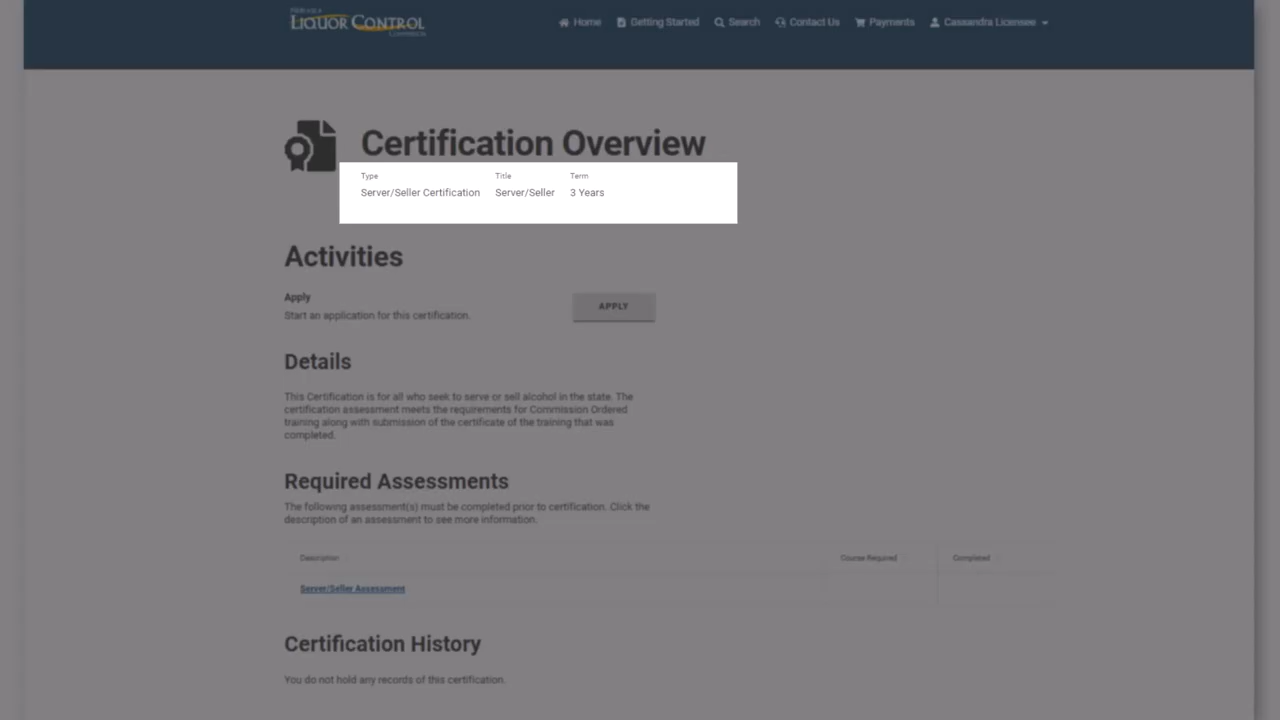 NEBRASKA
LIQUOR CONTROL
COMMISSION
Home Getting Started Search Contact Us Payments Cassandra Licensee
Certification Overview
Type Title Term
Server/Seller Certification Server/Seller 3 Years
Activities
Apply
Start an application for this certification.
APPLY
Details
This Certification is for all who seek to serve or sell alcohol in the state. The
certification assessment meets the requirements for Commission Ordered
training along with submission of the certificate of the training that was
completed.
Required Assessments
The following assessment(s) must be completed prior to certification. Click the
description of an assessment to see more information.
Description Course Required Completed
Server/Seller Assessment
Certification History
You do not hold any records of this certification.